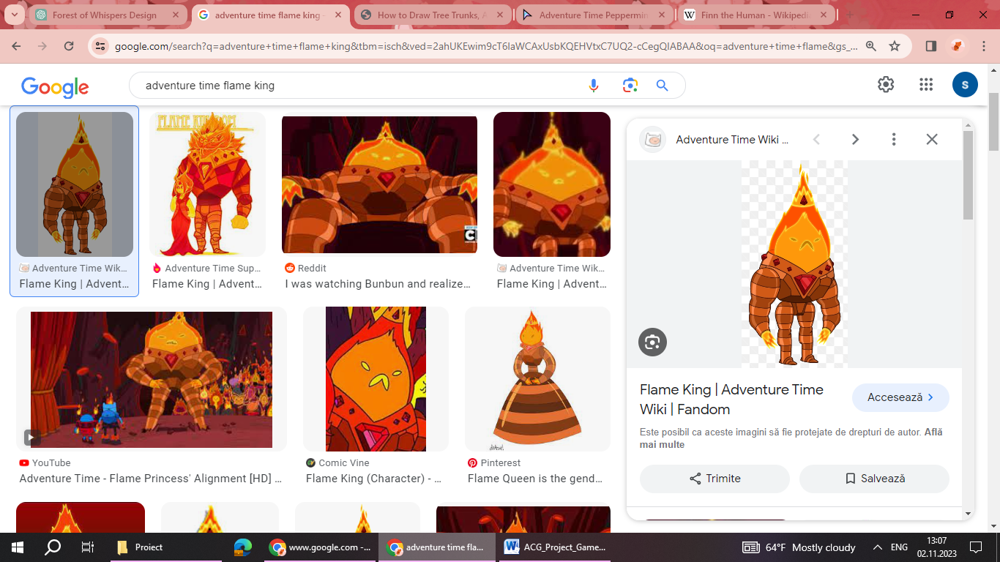 Forest of Whispers Design
adventure time flame king -
How to Draw Tree Trunks, A
Adventure Time Peppermin
Finn the Human - Wikipedi
google.com/search?q=adventure+time+flame+king&tbm=isch&ved=2ahUKEwim9cT6IaWCAxUsbKQEHVtxC7UQ2-cCegQIABAA&oq=adventure+time+flame&gs_...
Google
adventure time flame king
S
FLAME KINGDOM
Adventure Time Wik...
Flame King | Advent...
Adventure Time Sup...
Flame King | Advent...
Reddit
I was watching Bunbun and realize...
Adventure Time Wik...
Flame King | Advent...
YouTube
Adventure Time - Flame Princess' Alignment [HD] ...
Comic Vine
Flame King (Character) - ...
Pinterest
Flame Queen is the gend...
Adventure Time Wiki ...
Flame King | Adventure Time
Wiki | Fandom
Accesează
Este posibil ca aceste imagini să fie protejate de drepturi de autor. Află
mai multe
Trimite
Salvează
Proiect
www.google.com -...
adventure time fla...
ACG_Project_Game...
64°F Mostly cloudy
ENG
13:07
02.11.2023